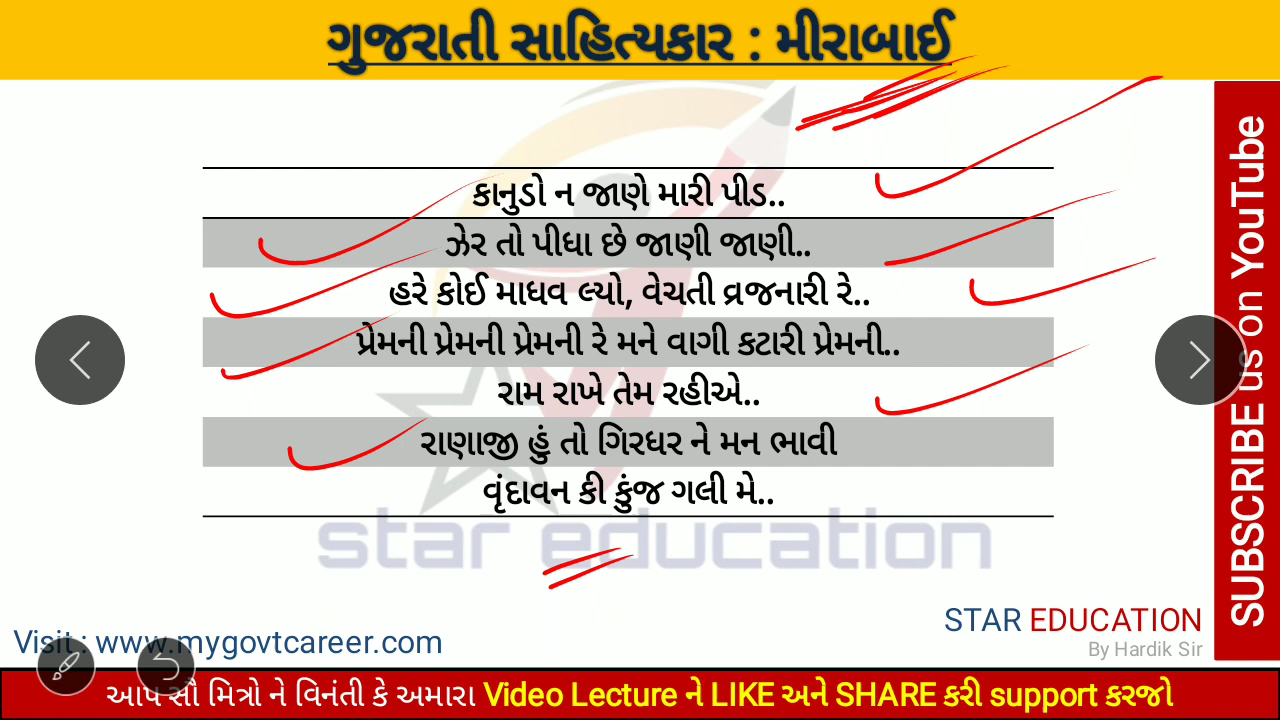 ગુજરાતી સાહિત્યકાર : મીરાબાઈ
કાનુડો ન જાણે મારી પીડ..
ઝેર તો પીધા છે જાણી જાણી..
હરે કોઈ માધવ લ્યો, વેચતી વ્રજનારી રે..
પ્રેમની પ્રેમની પ્રેમની રે મને વાગી કટારી પ્રેમની..
રામ રાખે તેમ રહીએ..
રાણાજી હું તો ગિરધર ને મન ભાવી
વૃંદાવન કી કુંજ ગલી મે..
star education
STAR EDUCATION
By Hardik Sir
Visit : www.mygovtcareer.com
આપ સૌ મિત્રો ને વિનંતી કે અમારા Video Lecture ને LIKE અને SHARE કરી support કરજો
SUBSCRIBE us on YouTube